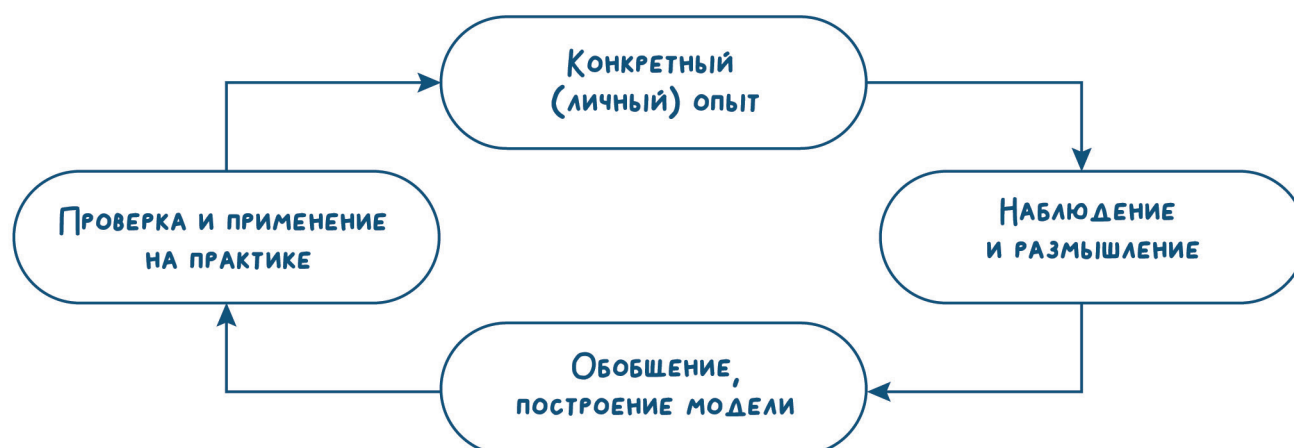 Конкретный
(личный) опыт
Наблюдение
и размышление
Обобщение,
построение модели
Проверка и применение
на практике